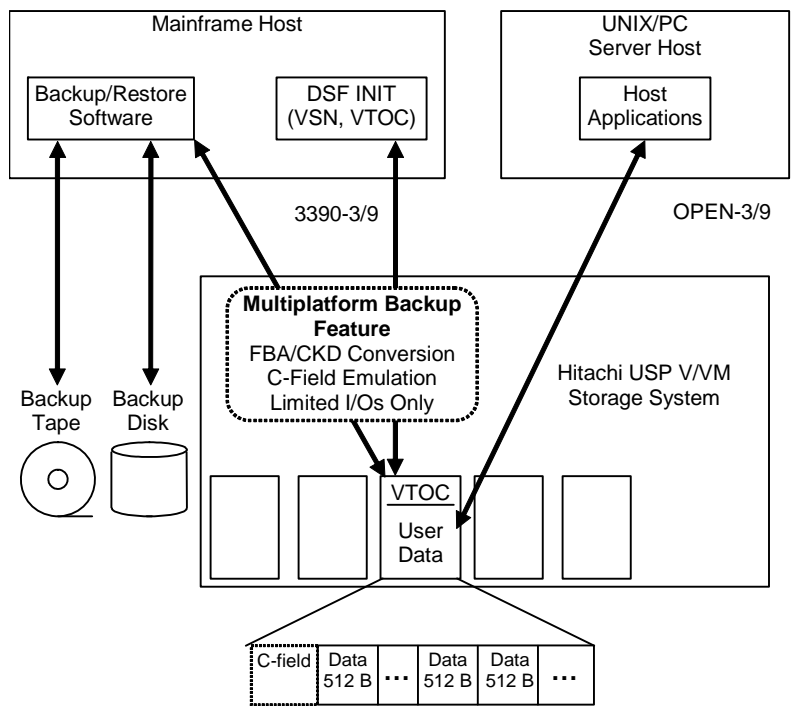 Mainframe Host
UNIX/PC
Server Host
Backup/Restore
Software
DSF INIT
(VSN, VTOC)
Host
Applications
3390-3/9
OPEN-3/9
Multiplatform Backup
Feature
FBA/CKD Conversion
C-Field Emulation
Limited I/Os Only
Hitachi USP V/VM
Storage System
Backup
Tape
Backup
Disk
VTOC
User
Data
C-field
Data
512 B
...
Data
512 B
Data
512 B
...